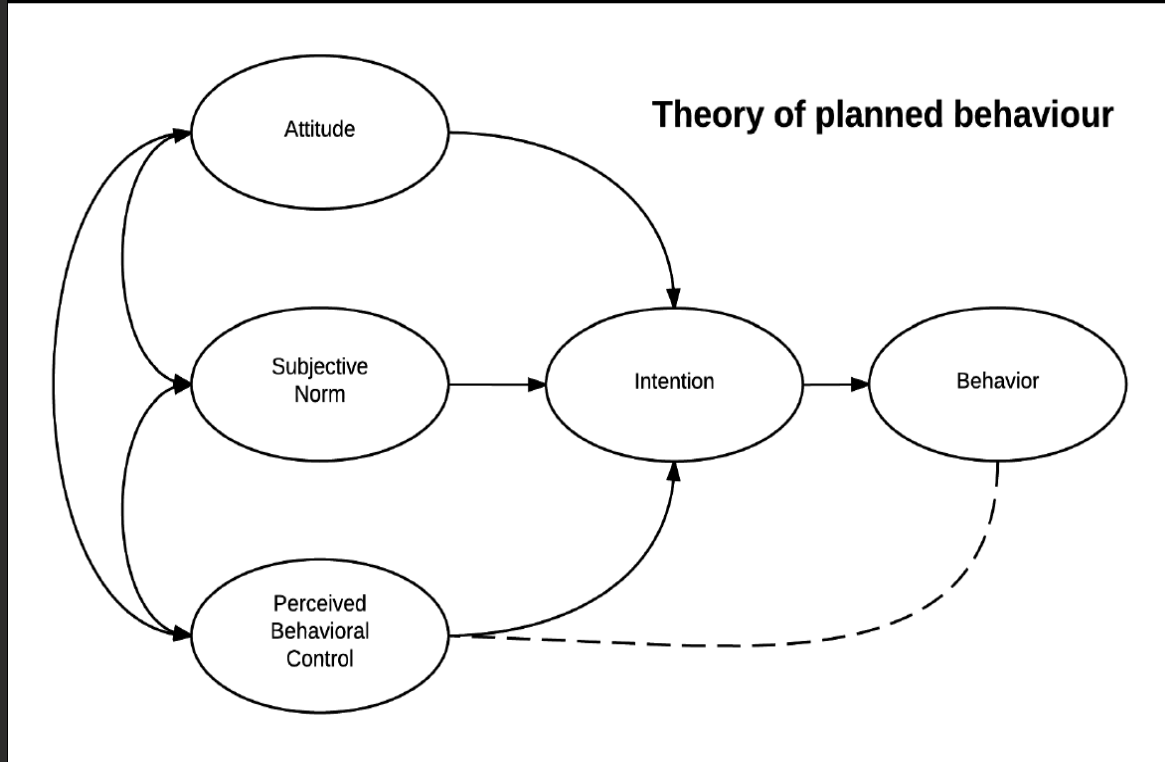 Theory of planned behaviour
Attitude
Subjective
Norm
Intention
Behavior
Perceived
Behavioral
Control